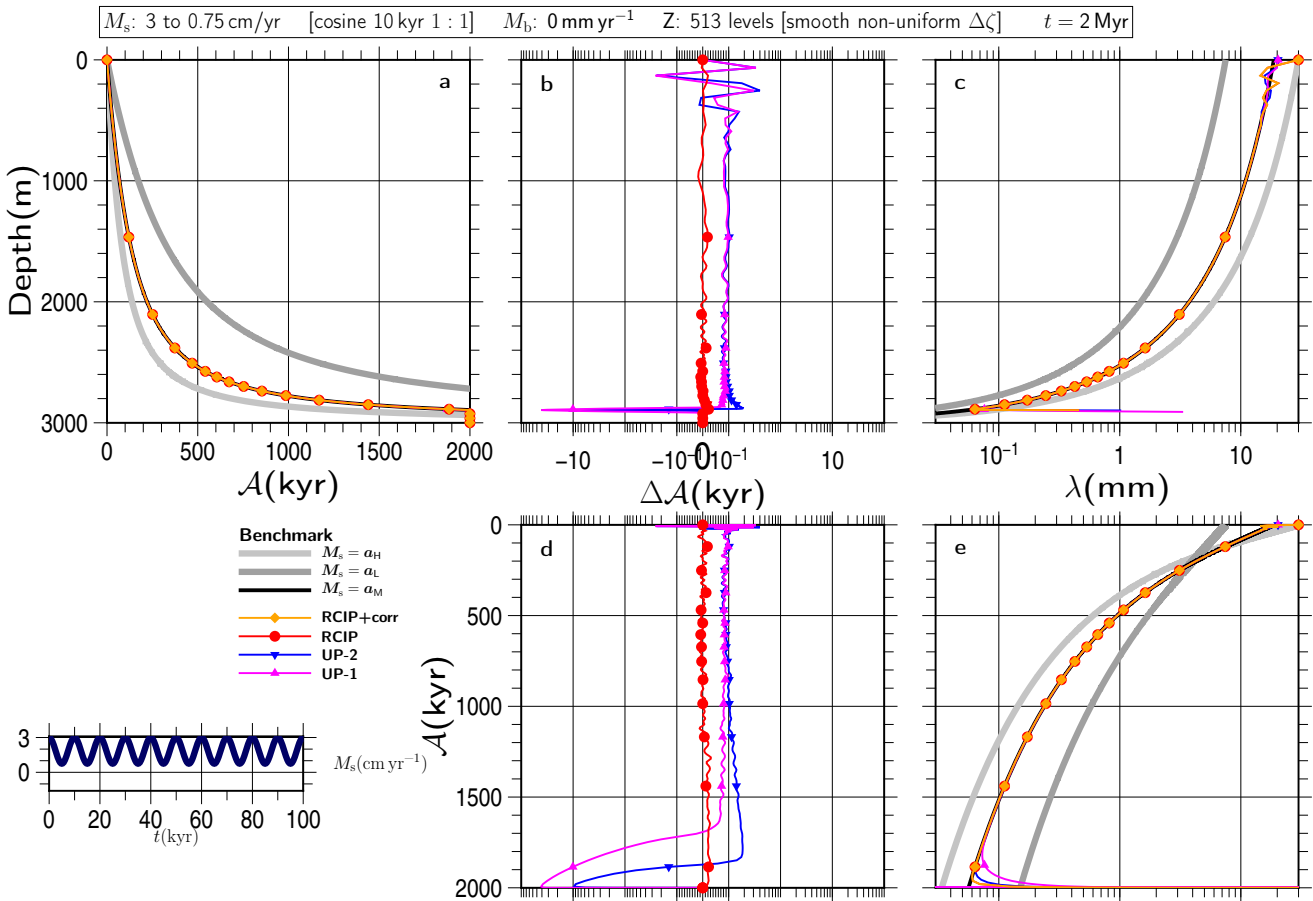 Mₛ: 3 to 0.75 cm/yr [cosine 10 kyr 1 : 1] M_b: 0 mm yr⁻¹ Z: 513 levels [smooth non-uniform Δζ] t = 2 Myr
0
1000
2000
3000
Depth(m)
a
0 500 1000 1500 2000
𝒜(kyr)
b
−10 −10⁻¹ 0 10⁻¹ 10
Δ𝒜(kyr)
c
10⁻¹ 1 10
λ(mm)
Benchmark
Mₛ = a_H
Mₛ = a_L
Mₛ = a_M
RCIP+corr
RCIP
UP-2
UP-1
3
0
Mₛ(cm yr⁻¹)
0 20 40 60 80 100
t(kyr)
0
500
1000
1500
2000
𝒜(kyr)
d
e